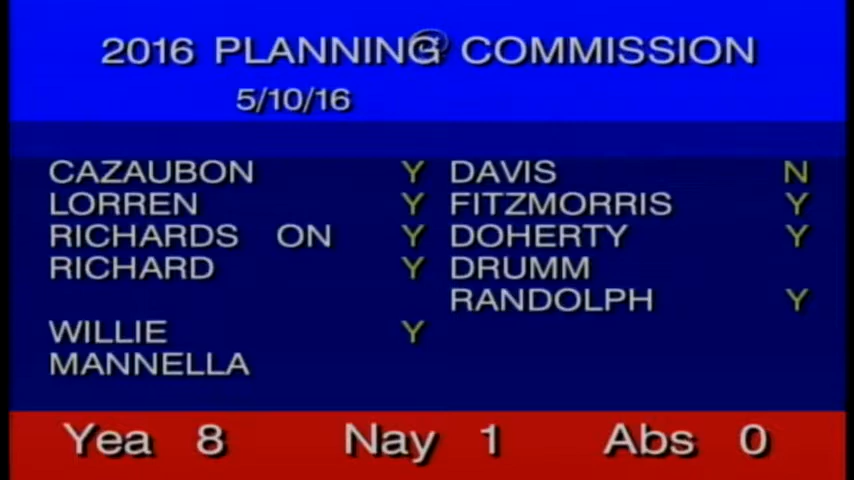 2016 PLANNING COMMISSION
5/10/16
CAZAUBON Y DAVIS N
LORREN Y FITZMORRIS Y
RICHARDS ON Y DOHERTY Y
RICHARD Y DRUMM
RANDOLPH Y
WILLIE Y
MANNELLA
Yea 8 Nay 1 Abs 0